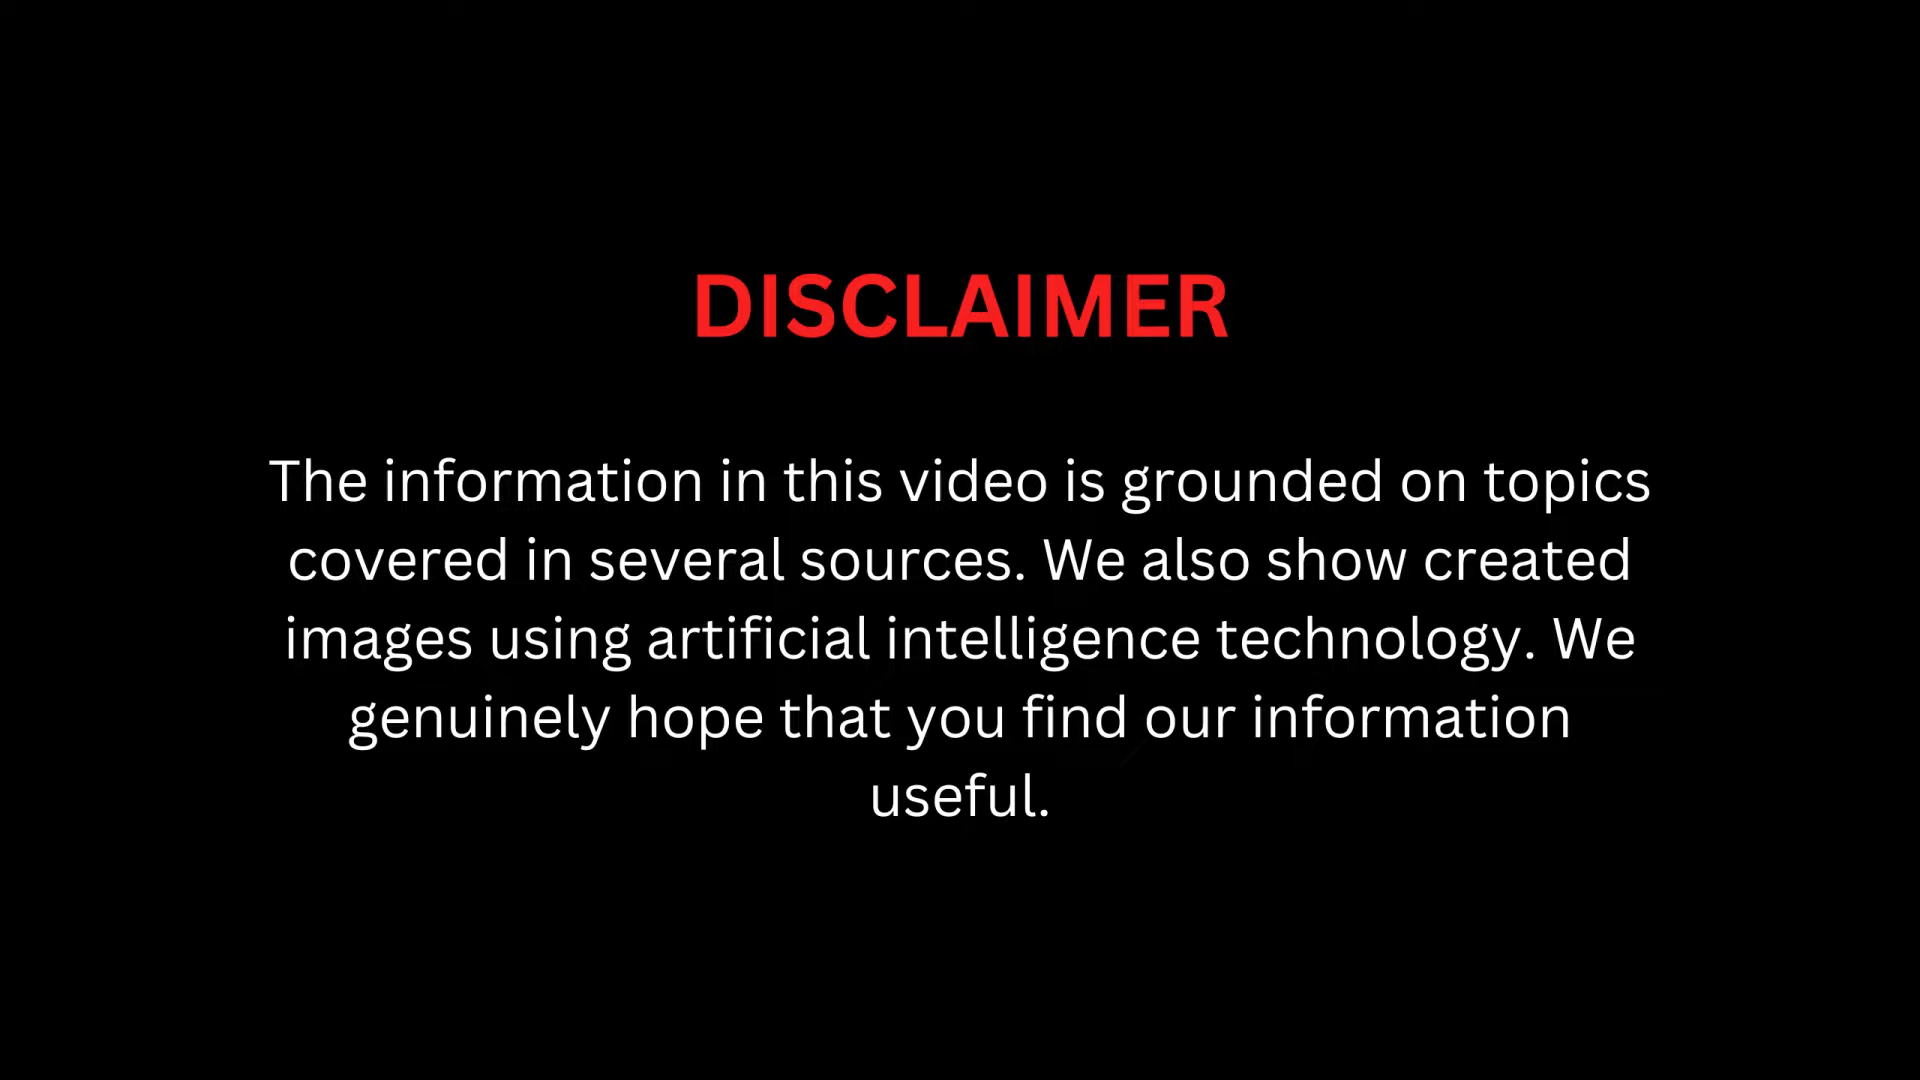 DISCLAIMER
The information in this video is grounded on topics
covered in several sources. We also show created
images using artificial intelligence technology. We
genuinely hope that you find our information
useful.